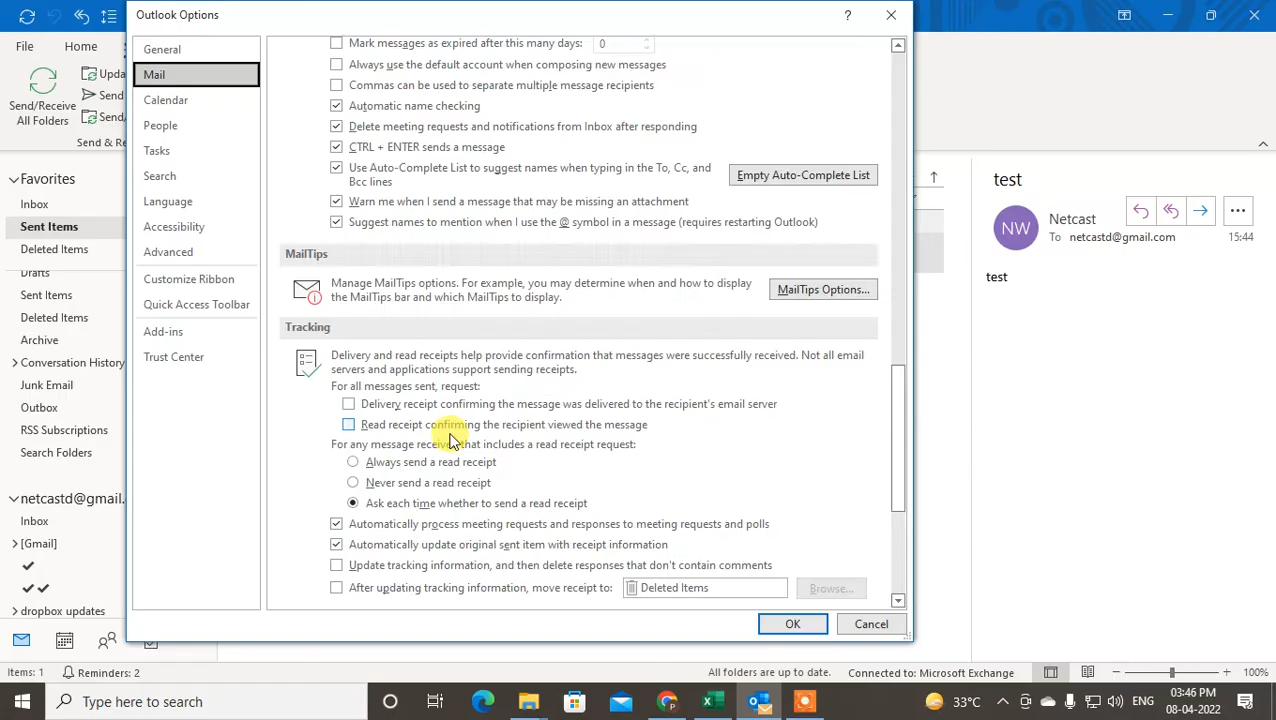 Outlook Options
?
File
Home
Upda
Send
Send/
Send/Receive
All Folders
Send & Re
Favorites
Inbox
Sent Items
Deleted Items
Drafts
Sent Items
Deleted Items
Archive
Conversation History
Junk Email
Outbox
RSS Subscriptions
Search Folders
netcastd@gmail.
Inbox
[Gmail]
dropbox updates
General
Mail
Calendar
People
Tasks
Search
Language
Accessibility
Advanced
Customize Ribbon
Quick Access Toolbar
Add-ins
Trust Center
Mark messages as expired after this many days: 0
Always use the default account when composing new messages
Commas can be used to separate multiple message recipients
Automatic name checking
Delete meeting requests and notifications from Inbox after responding
CTRL + ENTER sends a message
Use Auto-Complete List to suggest names when typing in the To, Cc, and
Bcc lines
Empty Auto-Complete List
Warn me when I send a message that may be missing an attachment
Suggest names to mention when I use the @ symbol in a message (requires restarting Outlook)
MailTips
Manage MailTips options. For example, you may determine when and how to display
the MailTips bar and which MailTips to display.
MailTips Options...
Tracking
Delivery and read receipts help provide confirmation that messages were successfully received. Not all email
servers and applications support sending receipts.
For all messages sent, request:
Delivery receipt confirming the message was delivered to the recipient's email server
Read receipt confirming the recipient viewed the message
For any message received that includes a read receipt request:
Always send a read receipt
Never send a read receipt
Ask each time whether to send a read receipt
Automatically process meeting requests and responses to meeting requests and polls
Automatically update original sent item with receipt information
Update tracking information, and then delete responses that don't contain comments
After updating tracking information, move receipt to: Deleted Items
Browse...
OK
Cancel
test
NW
Netcast
To netcastd@gmail.com
15:44
test
Items: 1
Reminders: 2
All folders are up to date.
Connected to: Microsoft Exchange
100%
Type here to search
33°C
ENG
03:46 PM
08-04-2022